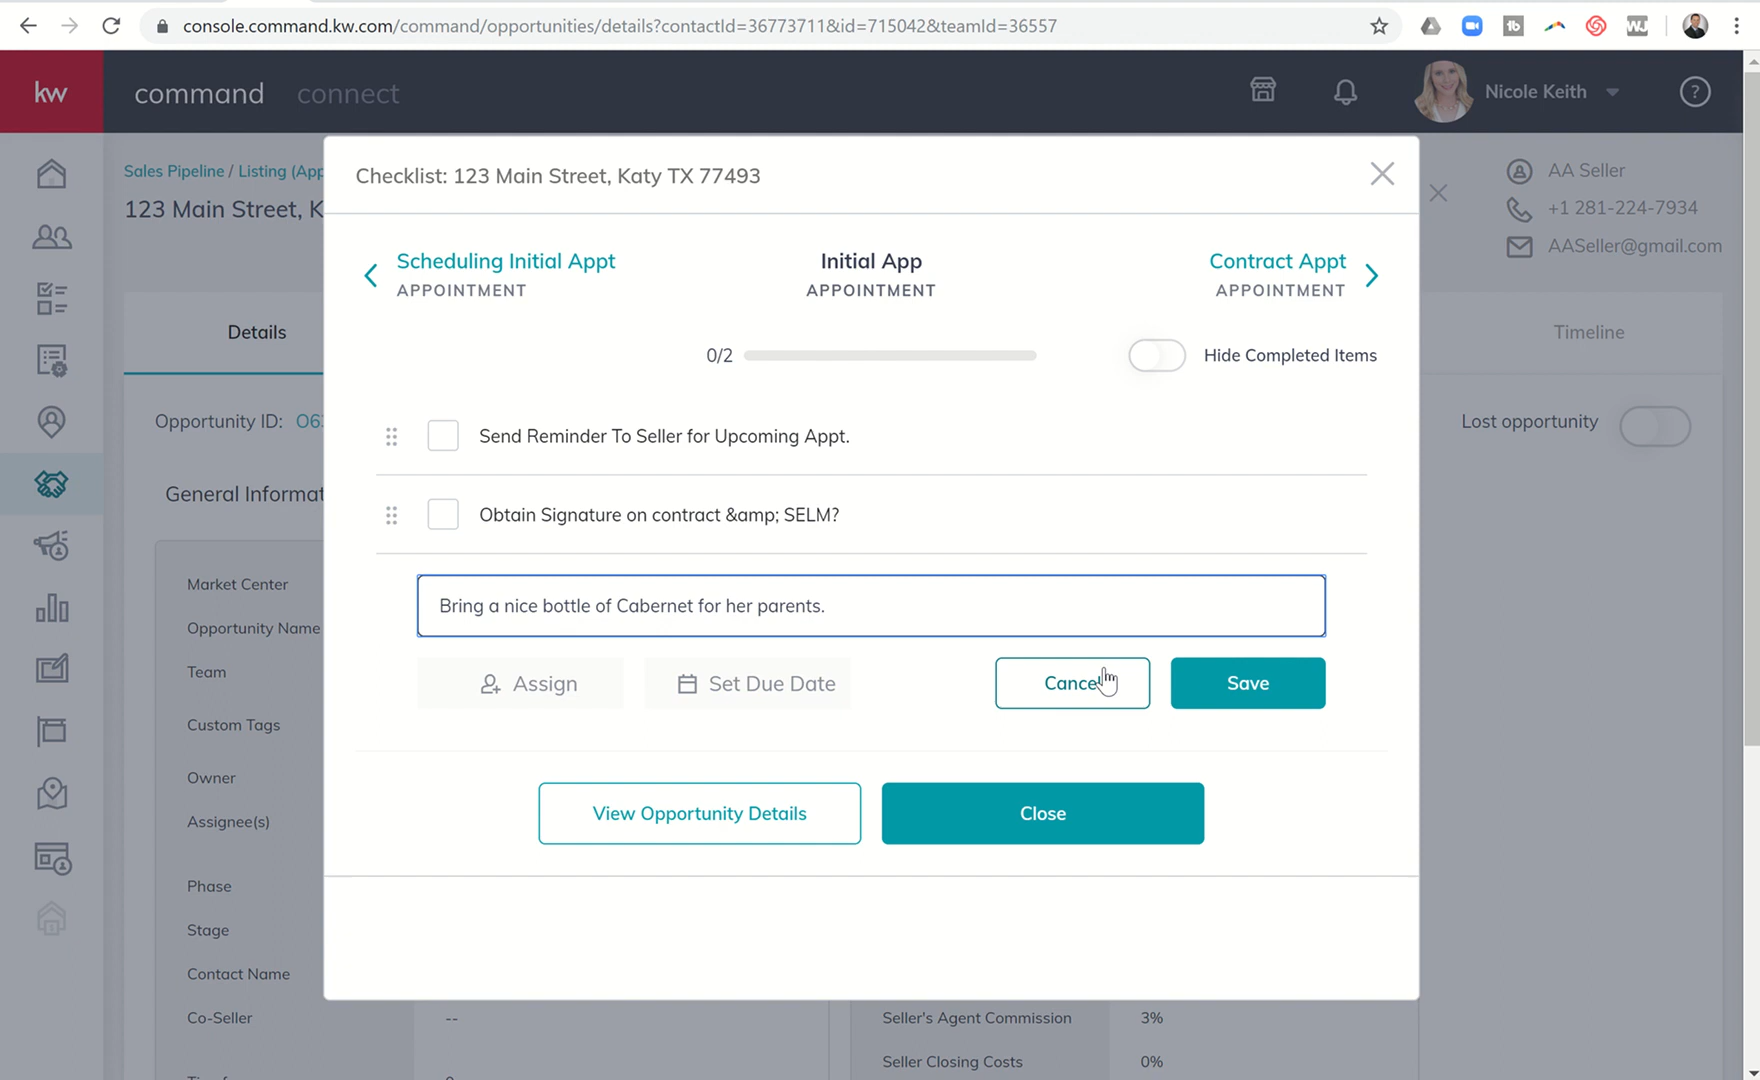 console.command.kw.com/command/opportunities/details?contactId=36773711&id=715042&teamId=36557
kw command connect Nicole Keith ?
Sales Pipeline / Listing (App
123 Main Street, K
AA Seller
+1 281-224-7934
AASeller@gmail.com
Checklist: 123 Main Street, Katy TX 77493
Scheduling Initial Appt
APPOINTMENT
Initial App
APPOINTMENT
Contract Appt
APPOINTMENT
Details
Timeline
0/2
Hide Completed Items
Opportunity ID: O63
Lost opportunity
Send Reminder To Seller for Upcoming Appt.
General Informat
Obtain Signature on contract &amp; SELM?
Bring a nice bottle of Cabernet for her parents.
Assign
Set Due Date
Cancel
Save
View Opportunity Details
Close
Market Center
Opportunity Name
Team
Custom Tags
Owner
Assignee(s)
Phase
Stage
Contact Name
Co-Seller --
Seller's Agent Commission 3%
Seller Closing Costs 0%